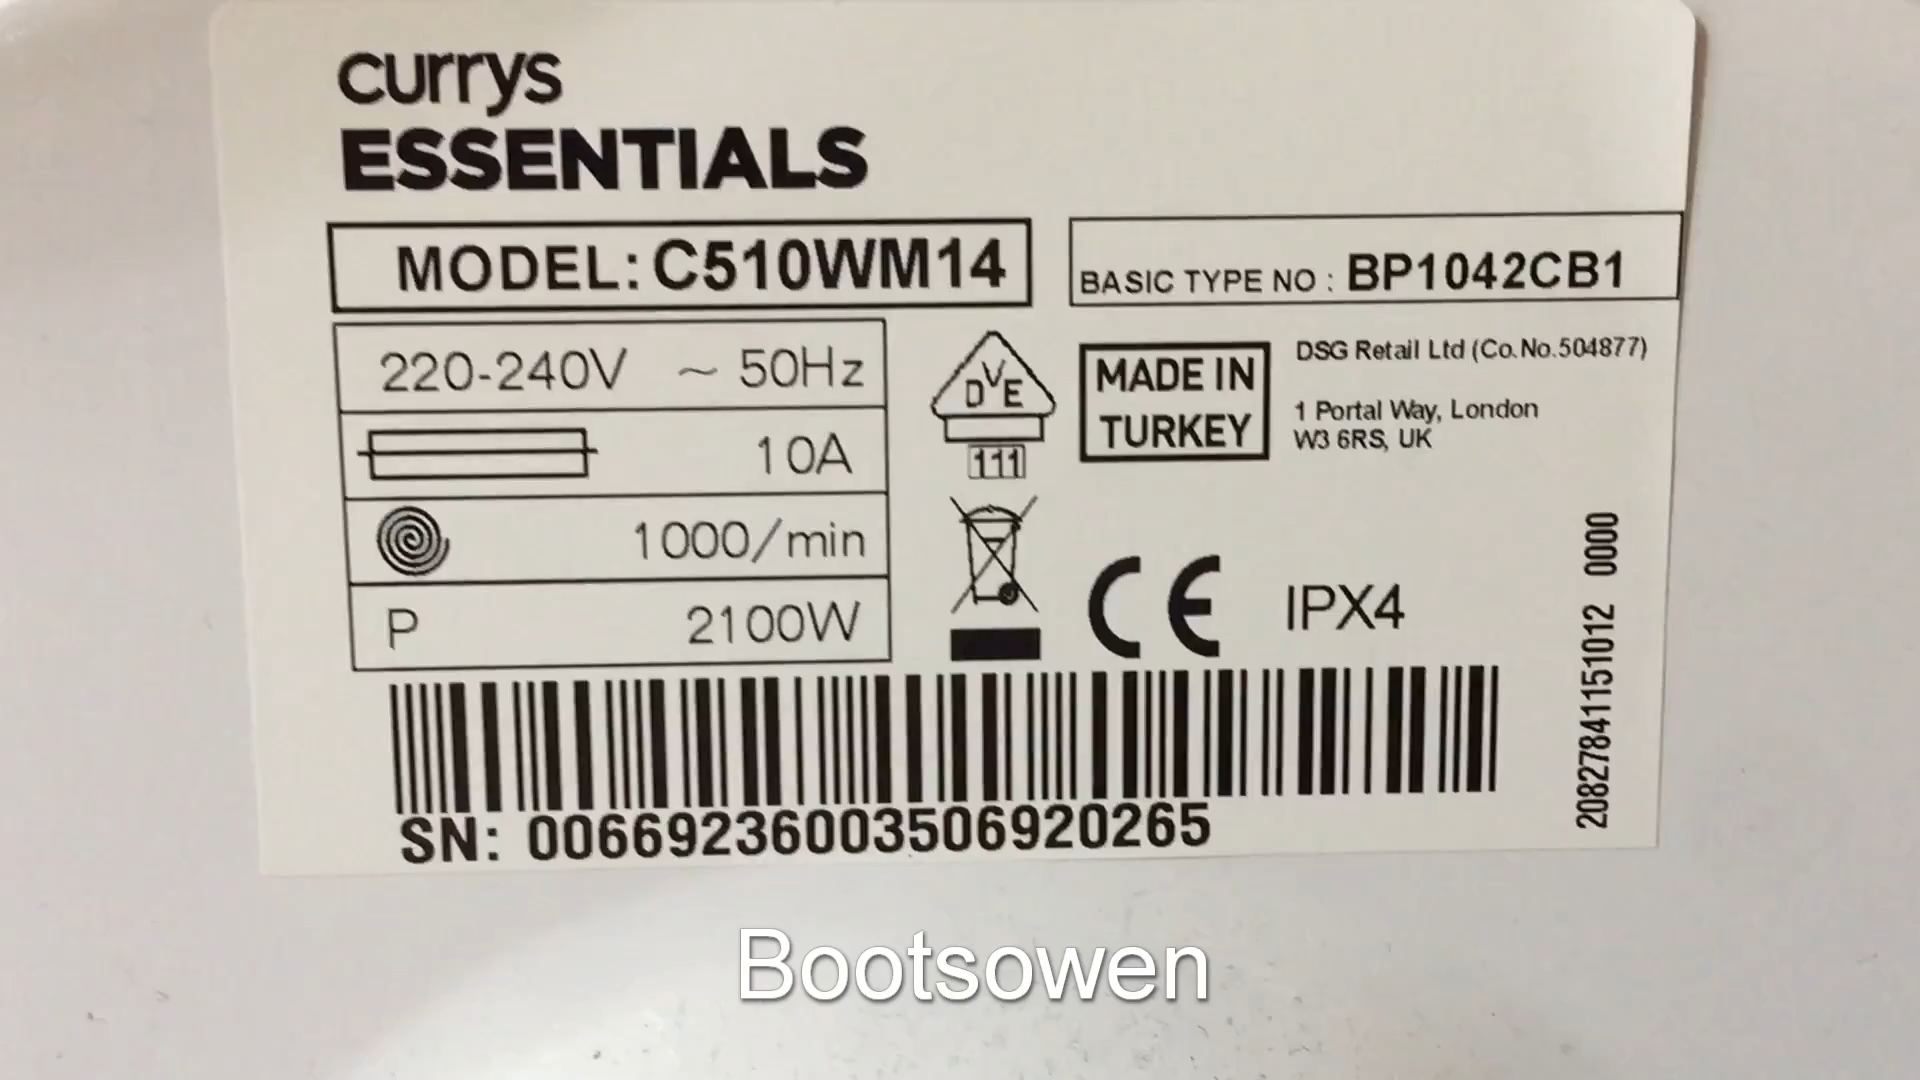 currys
ESSENTIALS
MODEL: C510WM14
BASIC TYPE NO : BP1042CB1
220-240V ~ 50Hz
10A
1000/min
P 2100W
DVE
111
MADE IN
TURKEY
DSG Retail Ltd (Co.No.504877)
1 Portal Way, London
W3 6RS, UK
CE IPX4
20827841151012 0000
SN: 00669236003506920265
Bootsowen